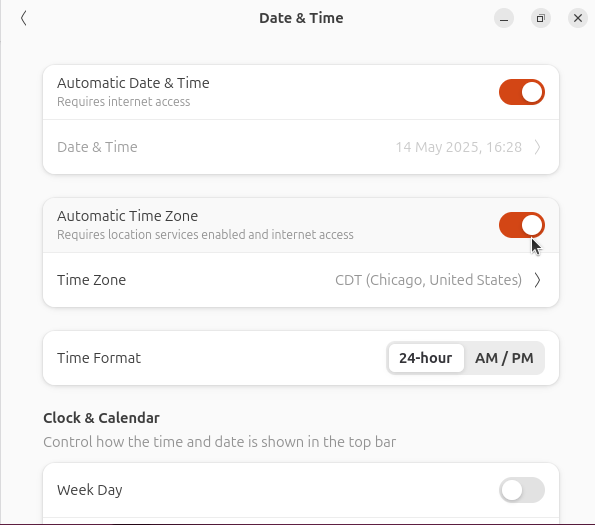 Date & Time
Automatic Date & Time
Requires internet access
Date & Time
14 May 2025, 16:28
Automatic Time Zone
Requires location services enabled and internet access
Time Zone
CDT (Chicago, United States)
Time Format
24-hour
AM / PM
Clock & Calendar
Control how the time and date is shown in the top bar
Week Day